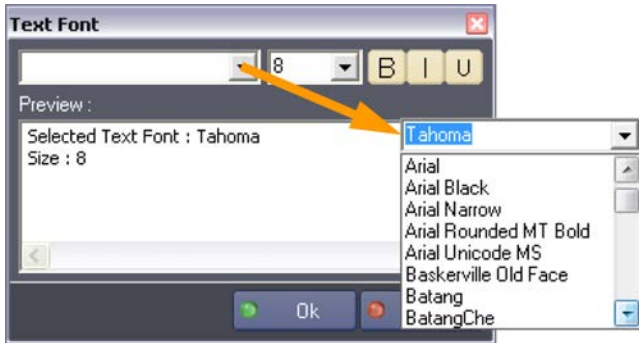 Text Font
8
B I U
Preview :
Selected Text Font : Tahoma
Size : 8
Ok
Tahoma
Arial
Arial Black
Arial Narrow
Arial Rounded MT Bold
Arial Unicode MS
Baskerville Old Face
Batang
BatangChe